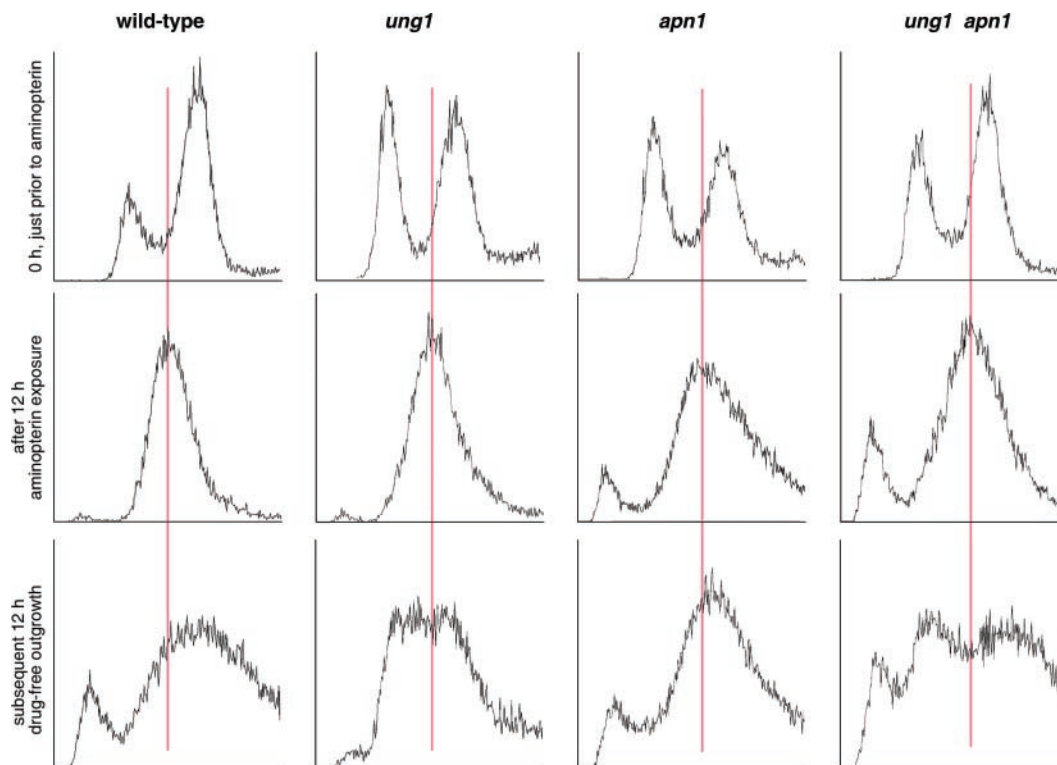 wild-type
ung1
apn1
ung1 apn1
0 h, just prior to aminopterin
after 12 h
aminopterin exposure
subsequent 12 h
drug-free outgrowth